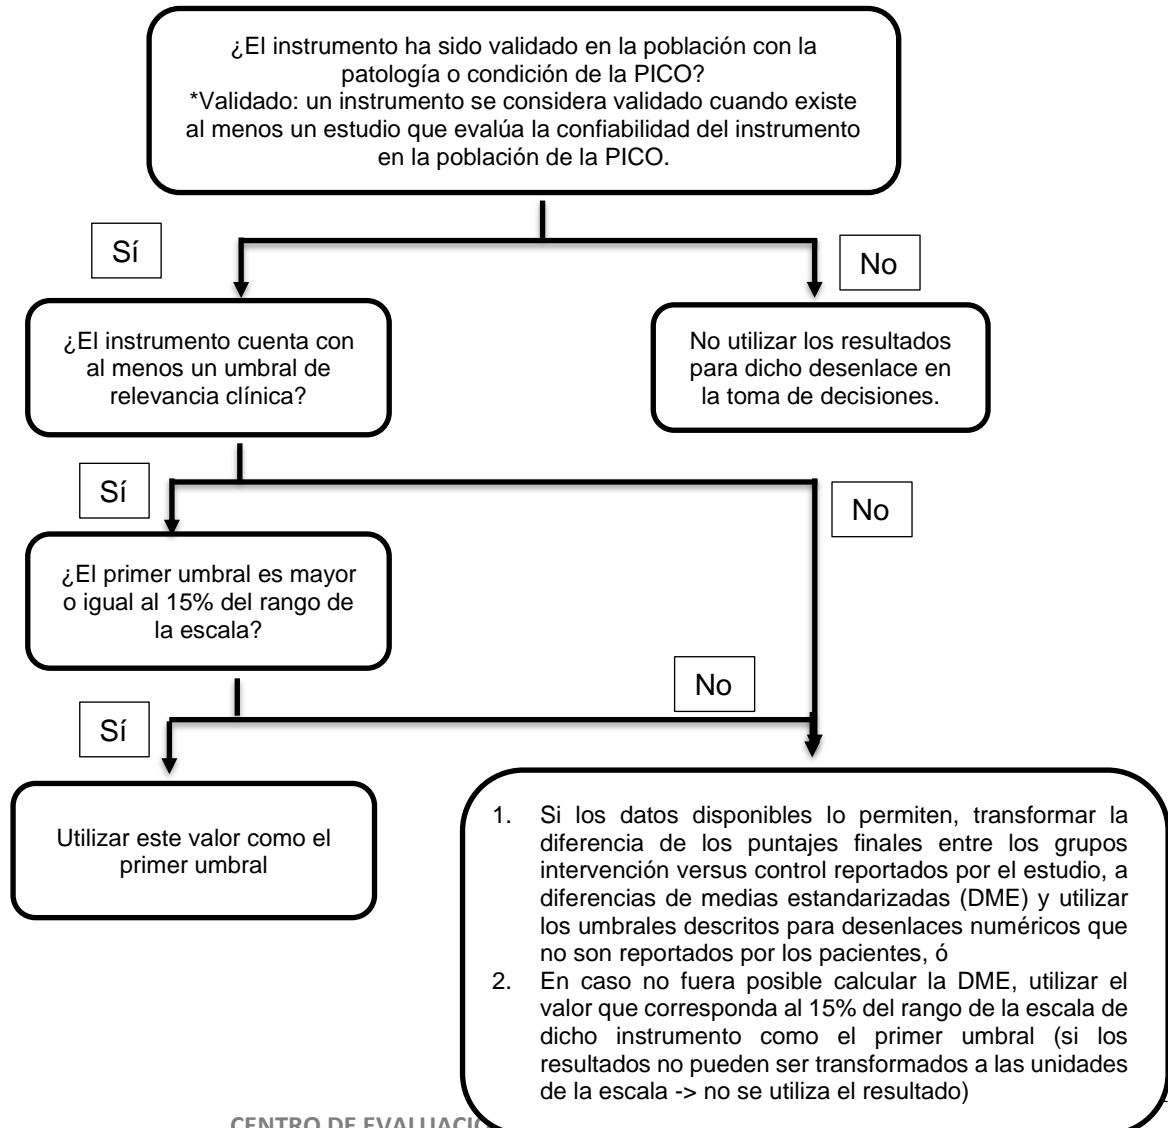 ¿El instrumento ha sido validado en la población con la
patología o condición de la PICO?
*Validado: un instrumento se considera validado cuando existe
al menos un estudio que evalúa la confiabilidad del instrumento
en la población de la PICO.
Sí
No
¿El instrumento cuenta con
al menos un umbral de
relevancia clínica?
No utilizar los resultados
para dicho desenlace en
la toma de decisiones.
Sí
No
¿El primer umbral es mayor
o igual al 15% del rango de
la escala?
No
Sí
Utilizar este valor como el
primer umbral
1. Si los datos disponibles lo permiten, transformar la
diferencia de los puntajes finales entre los grupos
intervención versus control reportados por el estudio, a
diferencias de medias estandarizadas (DME) y utilizar
los umbrales descritos para desenlaces numéricos que
no son reportados por los pacientes, ó
2. En caso no fuera posible calcular la DME, utilizar el
valor que corresponda al 15% del rango de la escala de
dicho instrumento como el primer umbral (si los
resultados no pueden ser transformados a las unidades
de la escala -> no se utiliza el resultado)
CENTRO DE